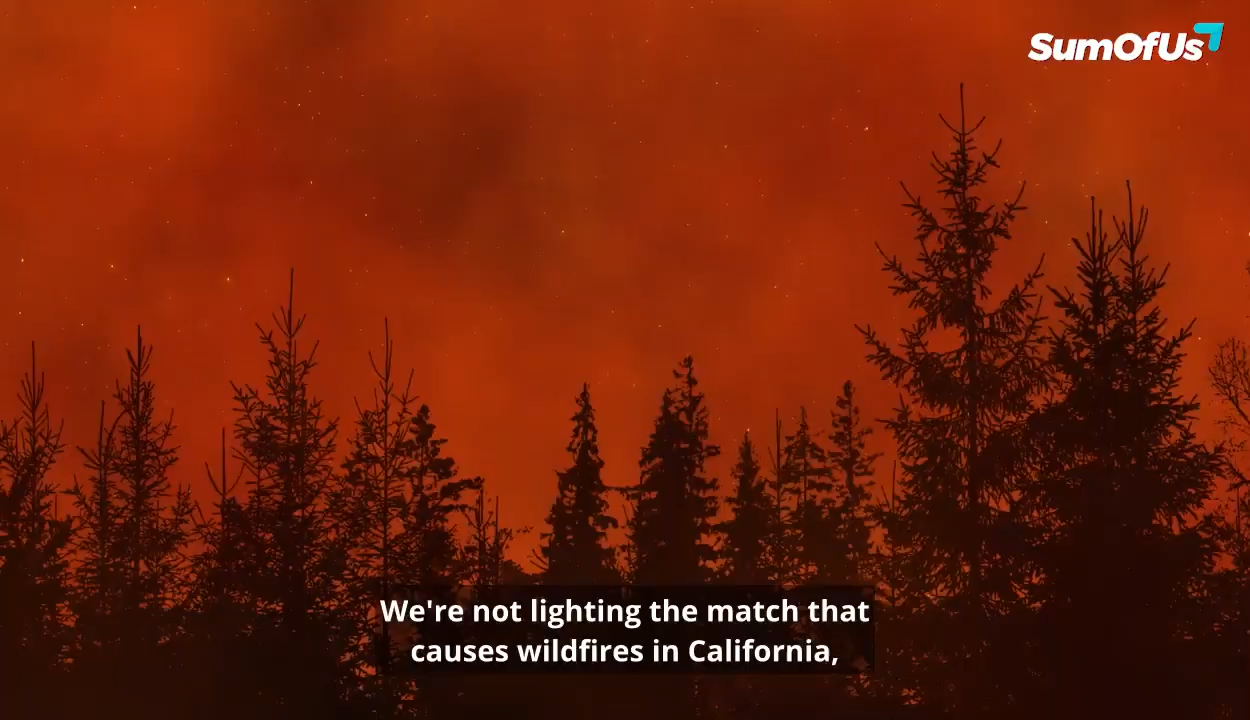 SumOfUs
We're not lighting the match that
causes wildfires in California,